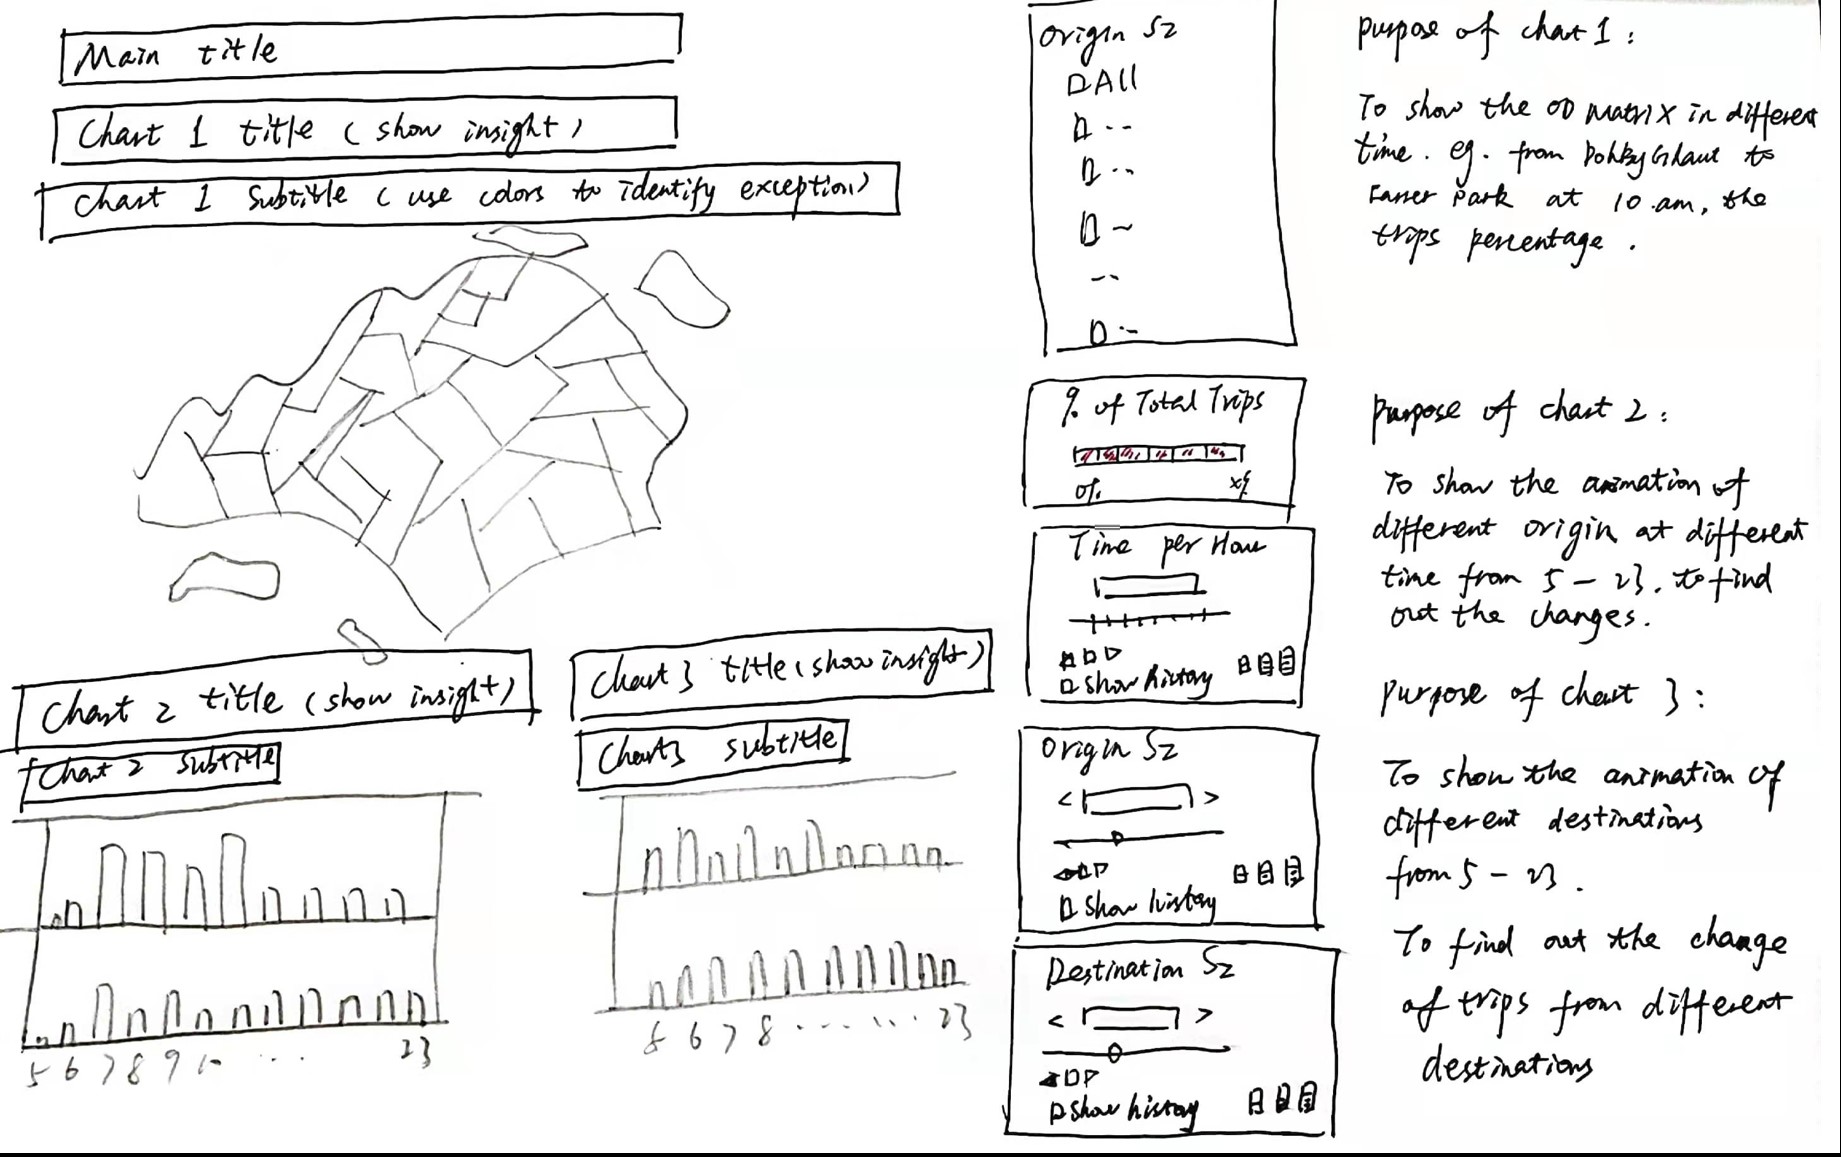 Main title
Chart 1 title ( show insight )
Chart 1 Subtitle ( use colors to identify exception)
Chart 2 title ( show insight )
Chart 2 subtitle
5 6 7 8 9 10 ... 23
Chart 3 title ( show insight )
Chart 3 subtitle
5 6 7 8 ...... 23
Origin SZ
All
% of Total Trips
0%
x%
Time per Hour
Show history
Origin SZ
< >
Show history
Destination SZ
< >
Show history
purpose of chart 1 :
To show the OD Matrix in different
time. eg. from Dohby Ghaut to
Farrer Park at 10 am, the
trips percentage .
purpose of chart 2 :
To show the animation of
different origin at different
time from 5 - 23. to find
out the changes.
purpose of chart 3 :
To show the animation of
different destinations
from 5 - 23 .
To find out the change
of trips from different
destinations